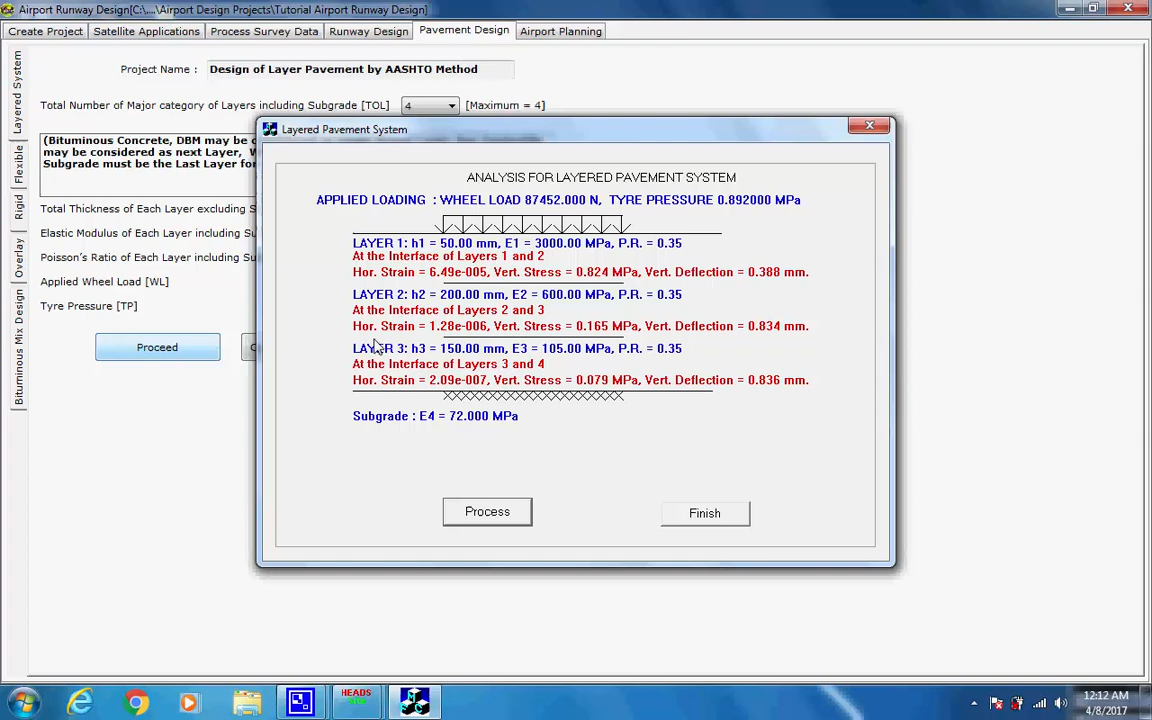 Airport Runway Design[C:\....\Airport Design Projects\Tutorial Airport Runway Design]
Create Project Satellite Applications Process Survey Data Runway Design Pavement Design Airport Planning
Layered System
Flexible
Rigid
Overlay
Bituminous Mix Design
Project Name : Design of Layer Pavement by AASHTO Method
Total Number of Major category of Layers including Subgrade [TOL] 4 [Maximum = 4]
(Bituminous Concrete, DBM may be
may be considered as next Layer,
Subgrade must be the Last Layer for
Total Thickness of Each Layer excluding
Elastic Modulus of Each Layer including
Poisson's Ratio of Each Layer including
Applied Wheel Load [WL]
Tyre Pressure [TP]
Proceed
Layered Pavement System
ANALYSIS FOR LAYERED PAVEMENT SYSTEM
APPLIED LOADING : WHEEL LOAD 87452.000 N, TYRE PRESSURE 0.892000 MPa
LAYER 1: h1 = 50.00 mm, E1 = 3000.00 MPa, P.R. = 0.35
At the Interface of Layers 1 and 2
Hor. Strain = 6.49e-005, Vert. Stress = 0.824 MPa, Vert. Deflection = 0.388 mm.
LAYER 2: h2 = 200.00 mm, E2 = 600.00 MPa, P.R. = 0.35
At the Interface of Layers 2 and 3
Hor. Strain = 1.28e-006, Vert. Stress = 0.165 MPa, Vert. Deflection = 0.834 mm.
LAYER 3: h3 = 150.00 mm, E3 = 105.00 MPa, P.R. = 0.35
At the Interface of Layers 3 and 4
Hor. Strain = 2.09e-007, Vert. Stress = 0.079 MPa, Vert. Deflection = 0.836 mm.
Subgrade : E4 = 72.000 MPa
Process Finish
HEADS
12:12 AM
4/8/2017